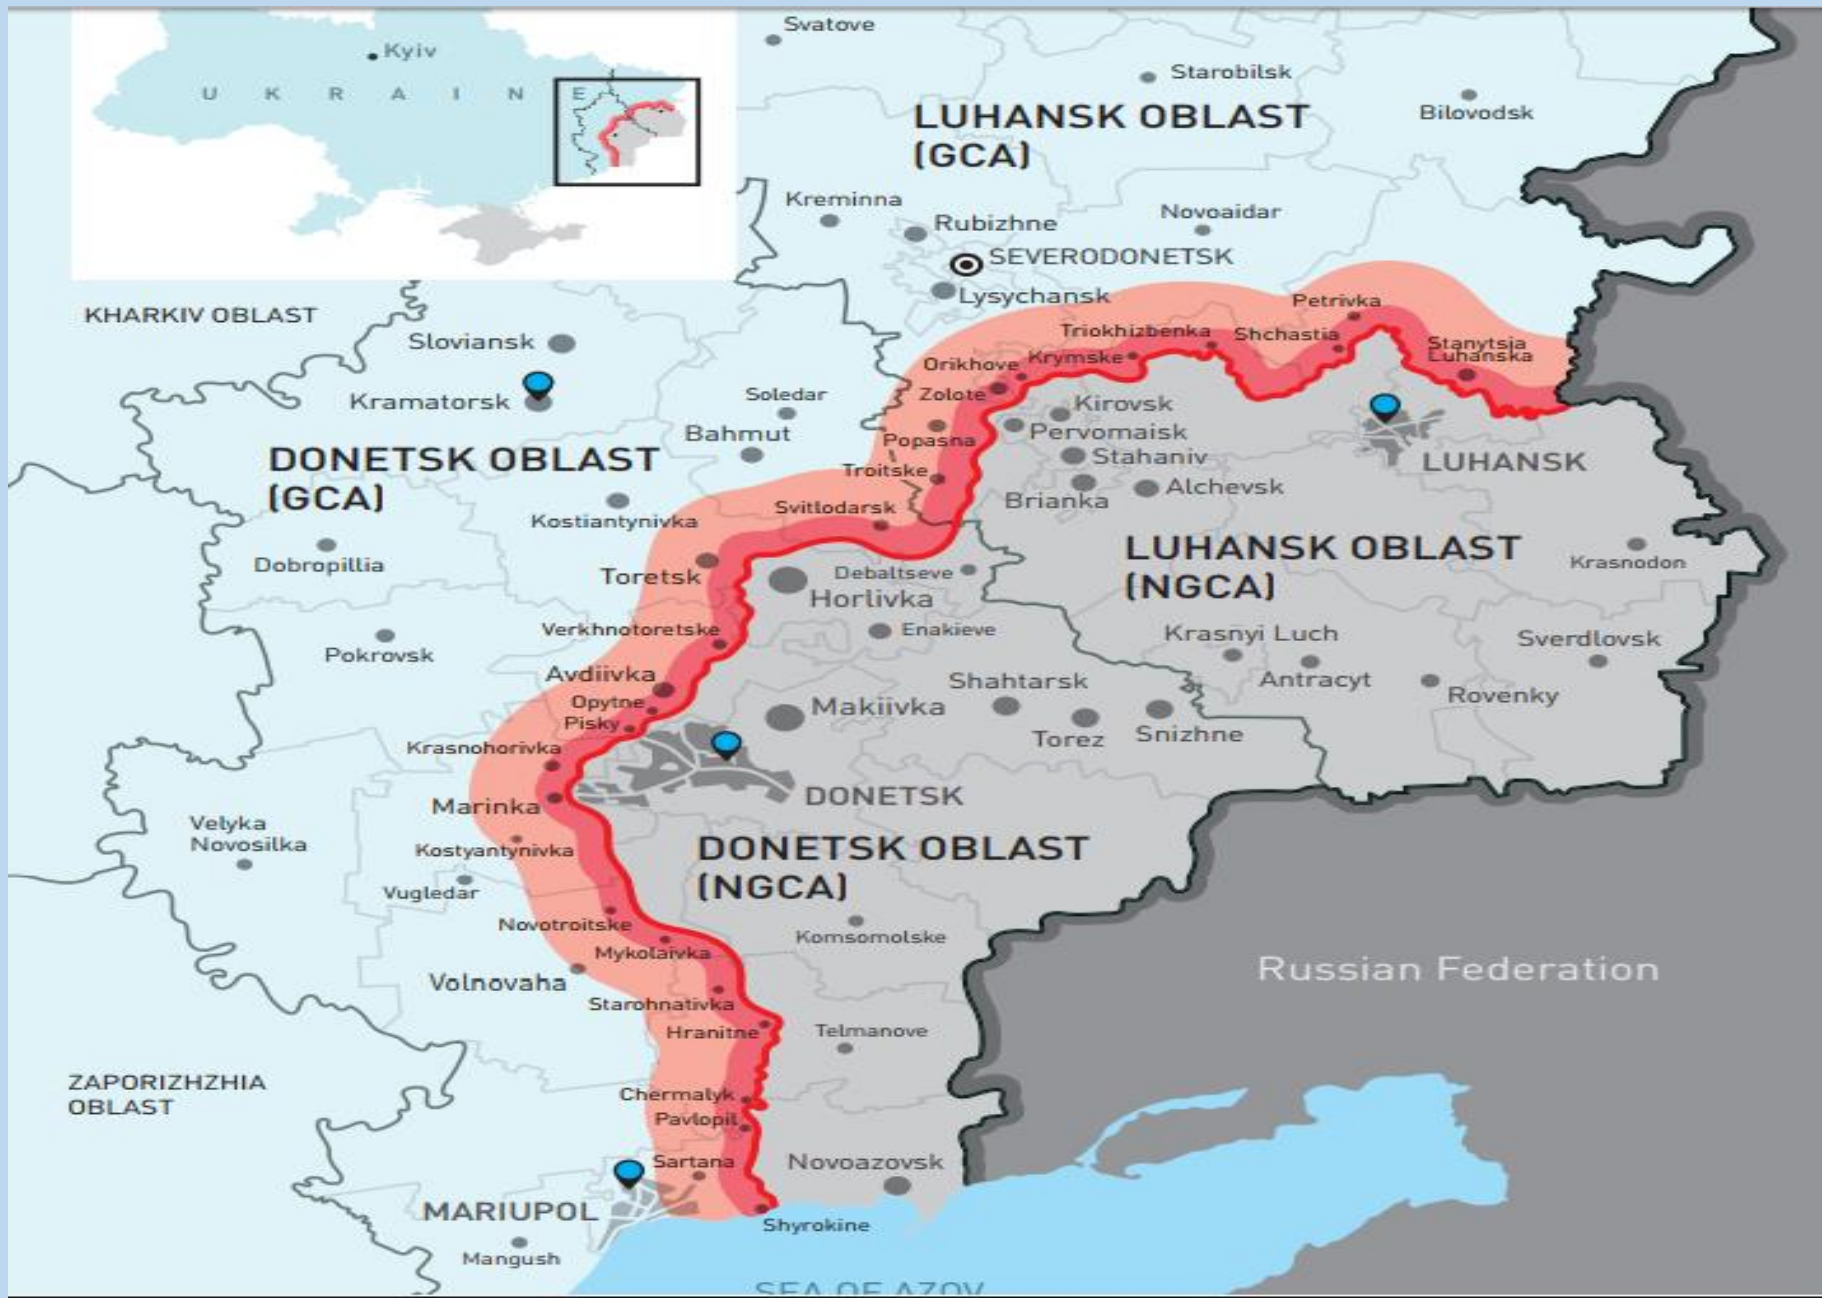 Kyiv
U K R A I N E
Svatove
Starobilsk
Bilovodsk
LUHANSK OBLAST
(GCA)
Kreminna
Rubizhne
Novoaidar
SEVERODONETSK
Lysychansk
KHARKIV OBLAST
Sloviansk
Kramatorsk
Petrivka
Triokhizbenka
Shchastia
Stanytsia
Luhanska
Orikhove
Krymske
Zolote
Soledar
Bahmut
Popasna
Troitske
Svitlodarsk
Kirovsk
Pervomaisk
Stahaniv
Brianka
Alchevsk
LUHANSK
DONETSK OBLAST
(GCA)
Kostiantynivka
Dobropillia
Toretsk
Debaltseve
Horlivka
Enakieve
LUHANSK OBLAST
(NGCA)
Krasnodon
Verkhnotoretske
Pokrovsk
Krasnyi Luch
Sverdlovsk
Antracyt
Rovenky
Avdiivka
Opytne
Pisky
Shahtarsk
Makiivka
Torez
Snizhne
Krasnohorivka
Marinka
DONETSK
Velyka
Novosilka
Kostyantynivka
Vugledar
DONETSK OBLAST
(NGCA)
Novotroitske
Mykolaivka
Komsomolske
Volnovaha
Starohnativka
Hranitne
Telmanove
Russian Federation
ZAPORIZHZHIA
OBLAST
Chermalyk
Pavlopil
Sartana
Novoazovsk
MARIUPOL
Shyrokine
Mangush
SEA OF AZOV